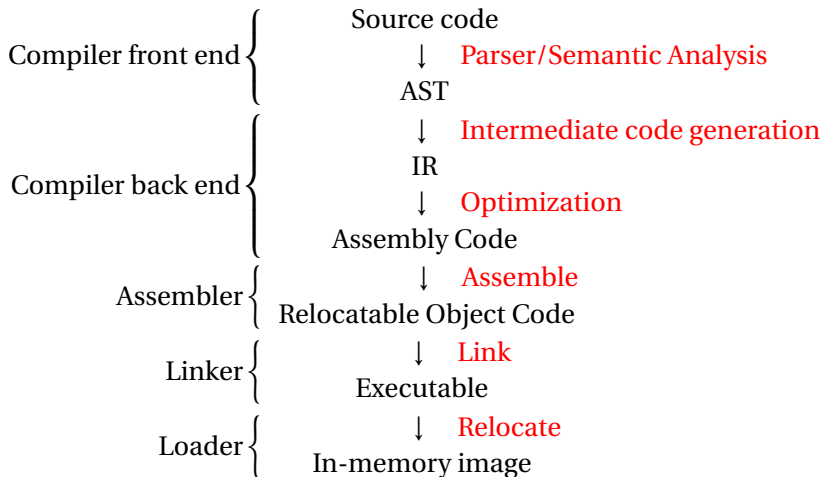 Source code
Compiler front end { ↓ Parser/Semantic Analysis
AST
↓ Intermediate code generation
IR
Compiler back end {
↓ Optimization
Assembly Code
↓ Assemble
Assembler {
Relocatable Object Code
↓ Link
Linker {
Executable
↓ Relocate
Loader {
In-memory image